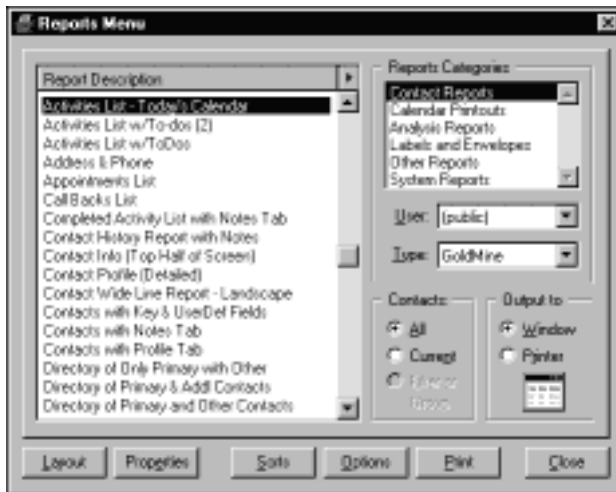 Reports Menu
Report Description
Activities List - Today's Calendar
Activities List w/To-dos (2)
Activities List w/ToDos
Address & Phone
Appointments List
Call Backs List
Completed Activity List with Notes Tab
Contact History Report with Notes
Contact Info (Top Half of Screen)
Contact Profile (Detailed)
Contact Wide Line Report - Landscape
Contacts with Key & UserDef Fields
Contacts with Notes Tab
Contacts with Profile Tab
Directory of Only Primary with Other
Directory of Primary & Addl Contacts
Directory of Primary and Other Contacts
Reports Categories
Contact Reports
Calendar Printouts
Analysis Reports
Labels and Envelopes
Other Reports
System Reports
User: (public)
Type: GoldMine
Contacts:
All
Current
Filter or
Group
Output to
Window
Printer
Layout
Properties
Sorts
Options
Print
Close